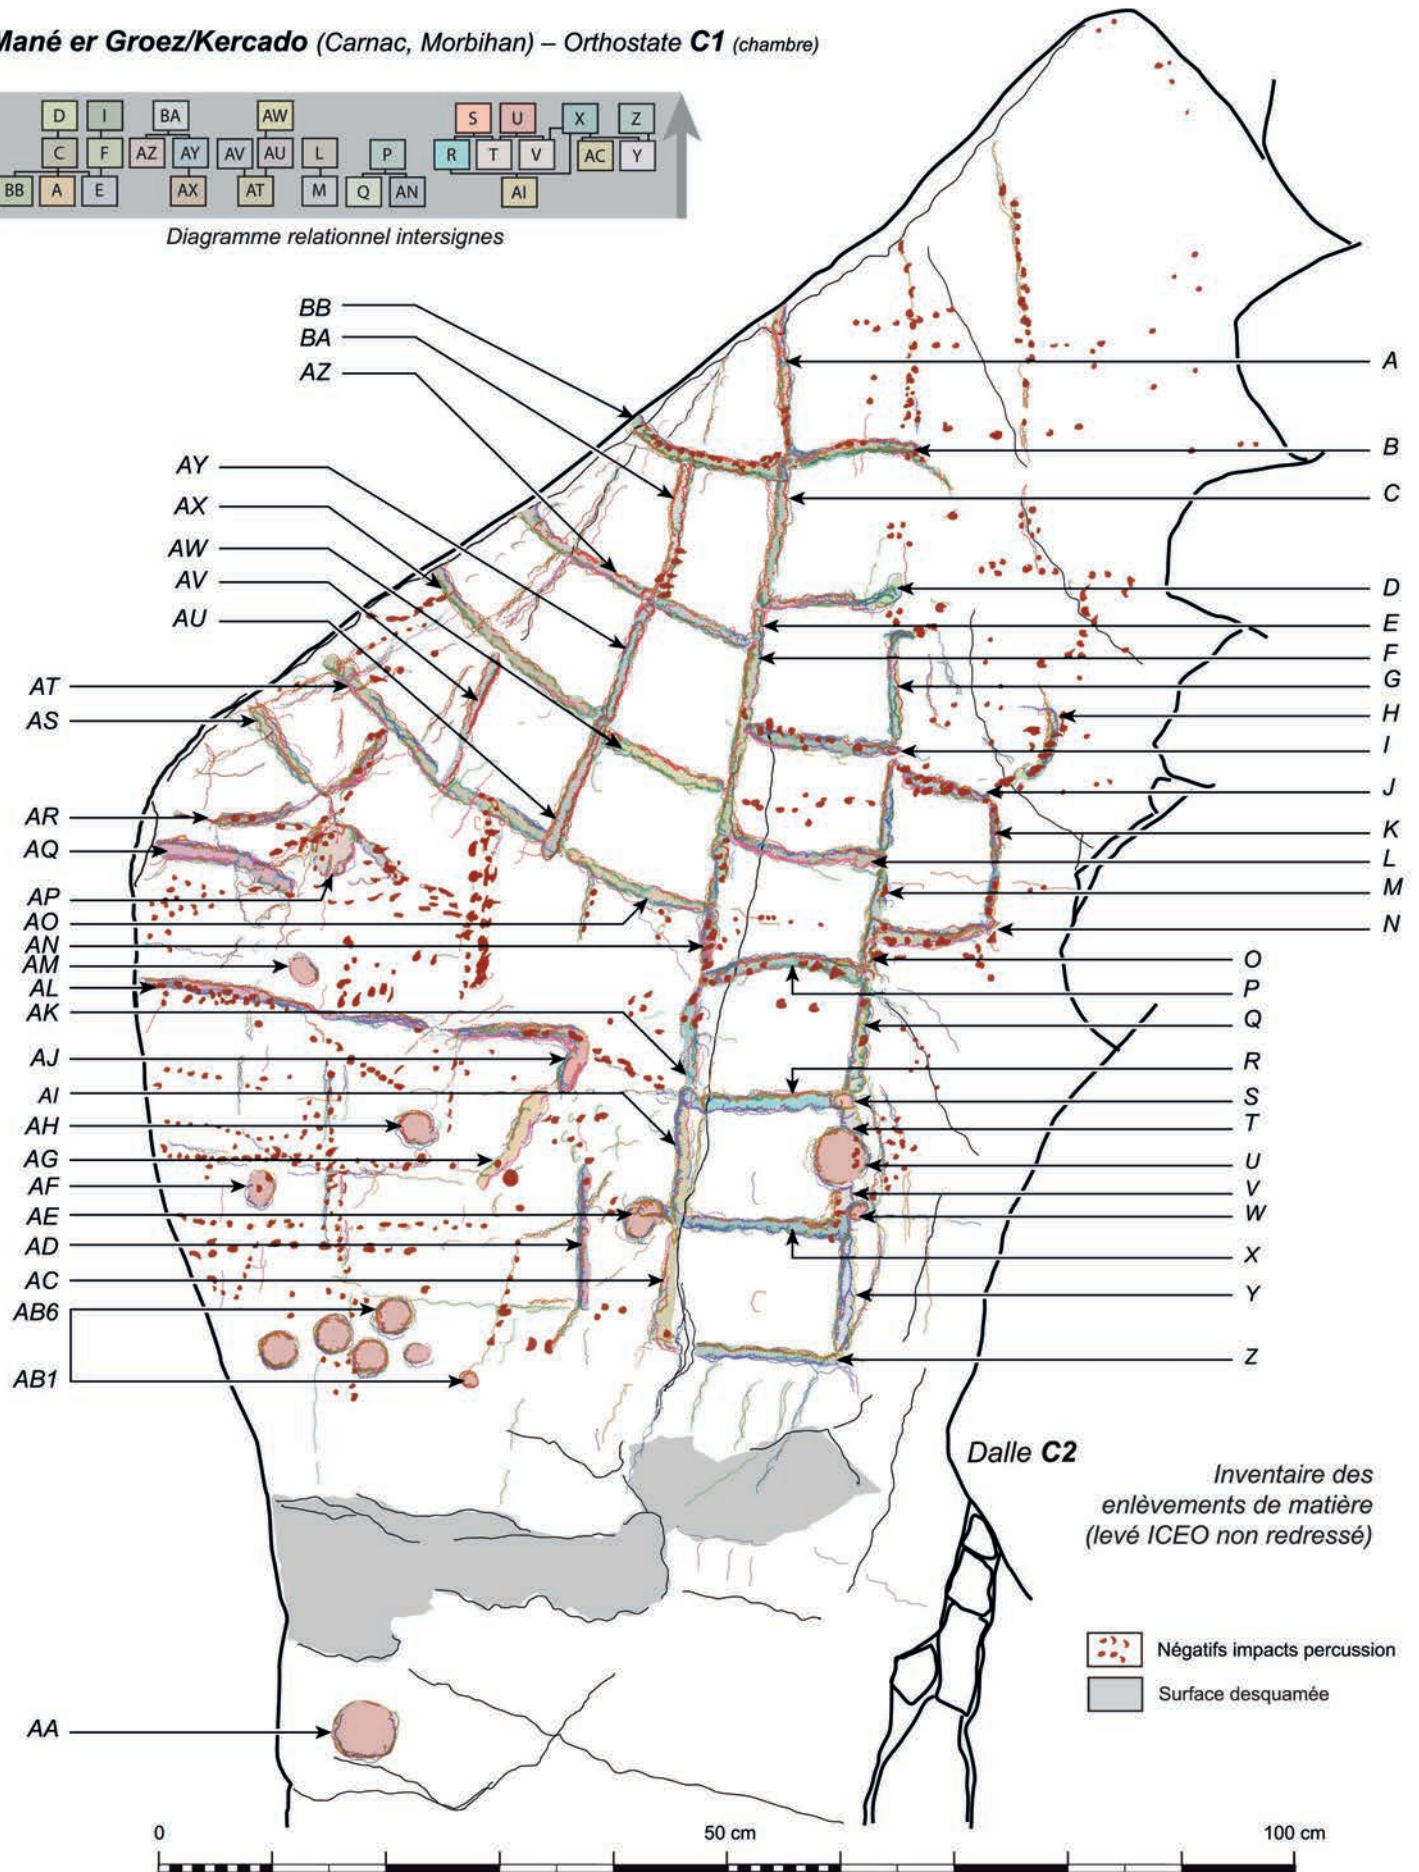 Mané er Groez/Kercado (Carnac, Morbihan) – Orthostate C1 (chambre)
D I BA AW S U X Z
C F AZ AY AV AU L P R T V AC Y
BB A E AX AT M Q AN AI
Diagramme relationnel intersignes
BB
BA
AZ
AY
AX
AW
AV
AU
AT
AS
AR
AQ
AP
AO
AN
AM
AL
AK
AJ
AI
AH
AG
AF
AE
AD
AC
AB6
AB1
AA
A
B
C
D
E
F
G
H
I
J
K
L
M
N
O
P
Q
R
S
T
U
V
W
X
Y
Z
Dalle C2
Inventaire des
enlèvements de matière
(levé ICEO non redressé)
Négatifs impacts percussion
Surface desquamée
0 50 cm 100 cm